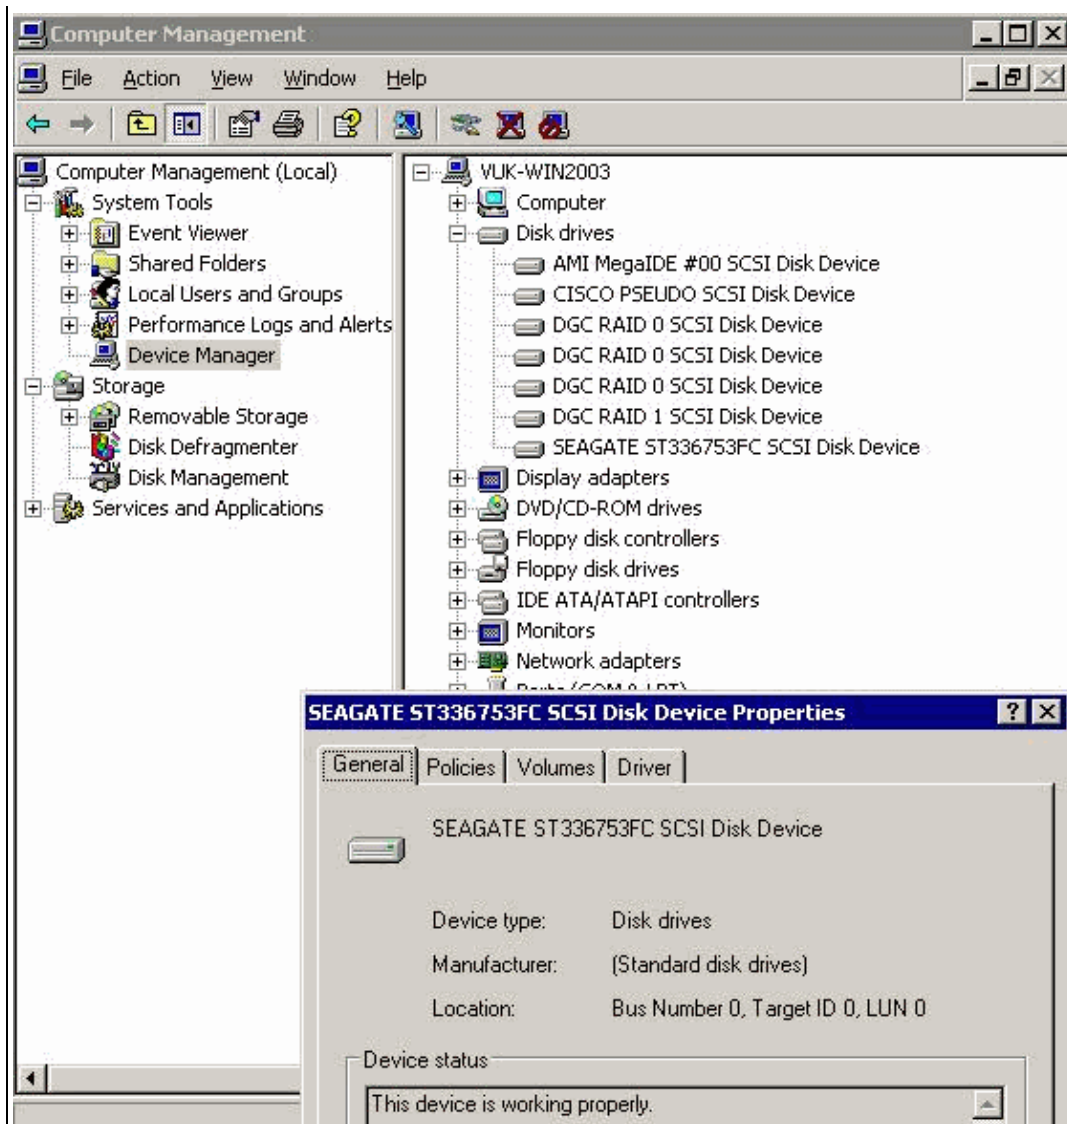 Computer Management
File Action View Window Help
Computer Management (Local)
System Tools
Event Viewer
Shared Folders
Local Users and Groups
Performance Logs and Alerts
Device Manager
Storage
Removable Storage
Disk Defragmenter
Disk Management
Services and Applications
VUK-WIN2003
Computer
Disk drives
AMI MegaIDE #00 SCSI Disk Device
CISCO PSEUDO SCSI Disk Device
DGC RAID 0 SCSI Disk Device
DGC RAID 0 SCSI Disk Device
DGC RAID 0 SCSI Disk Device
DGC RAID 1 SCSI Disk Device
SEAGATE ST336753FC SCSI Disk Device
Display adapters
DVD/CD-ROM drives
Floppy disk controllers
Floppy disk drives
IDE ATA/ATAPI controllers
Monitors
Network adapters
Ports (COM & LPT)
SEAGATE ST336753FC SCSI Disk Device Properties
General Policies Volumes Driver
SEAGATE ST336753FC SCSI Disk Device
Device type: Disk drives
Manufacturer: (Standard disk drives)
Location: Bus Number 0, Target ID 0, LUN 0
Device status
This device is working properly.